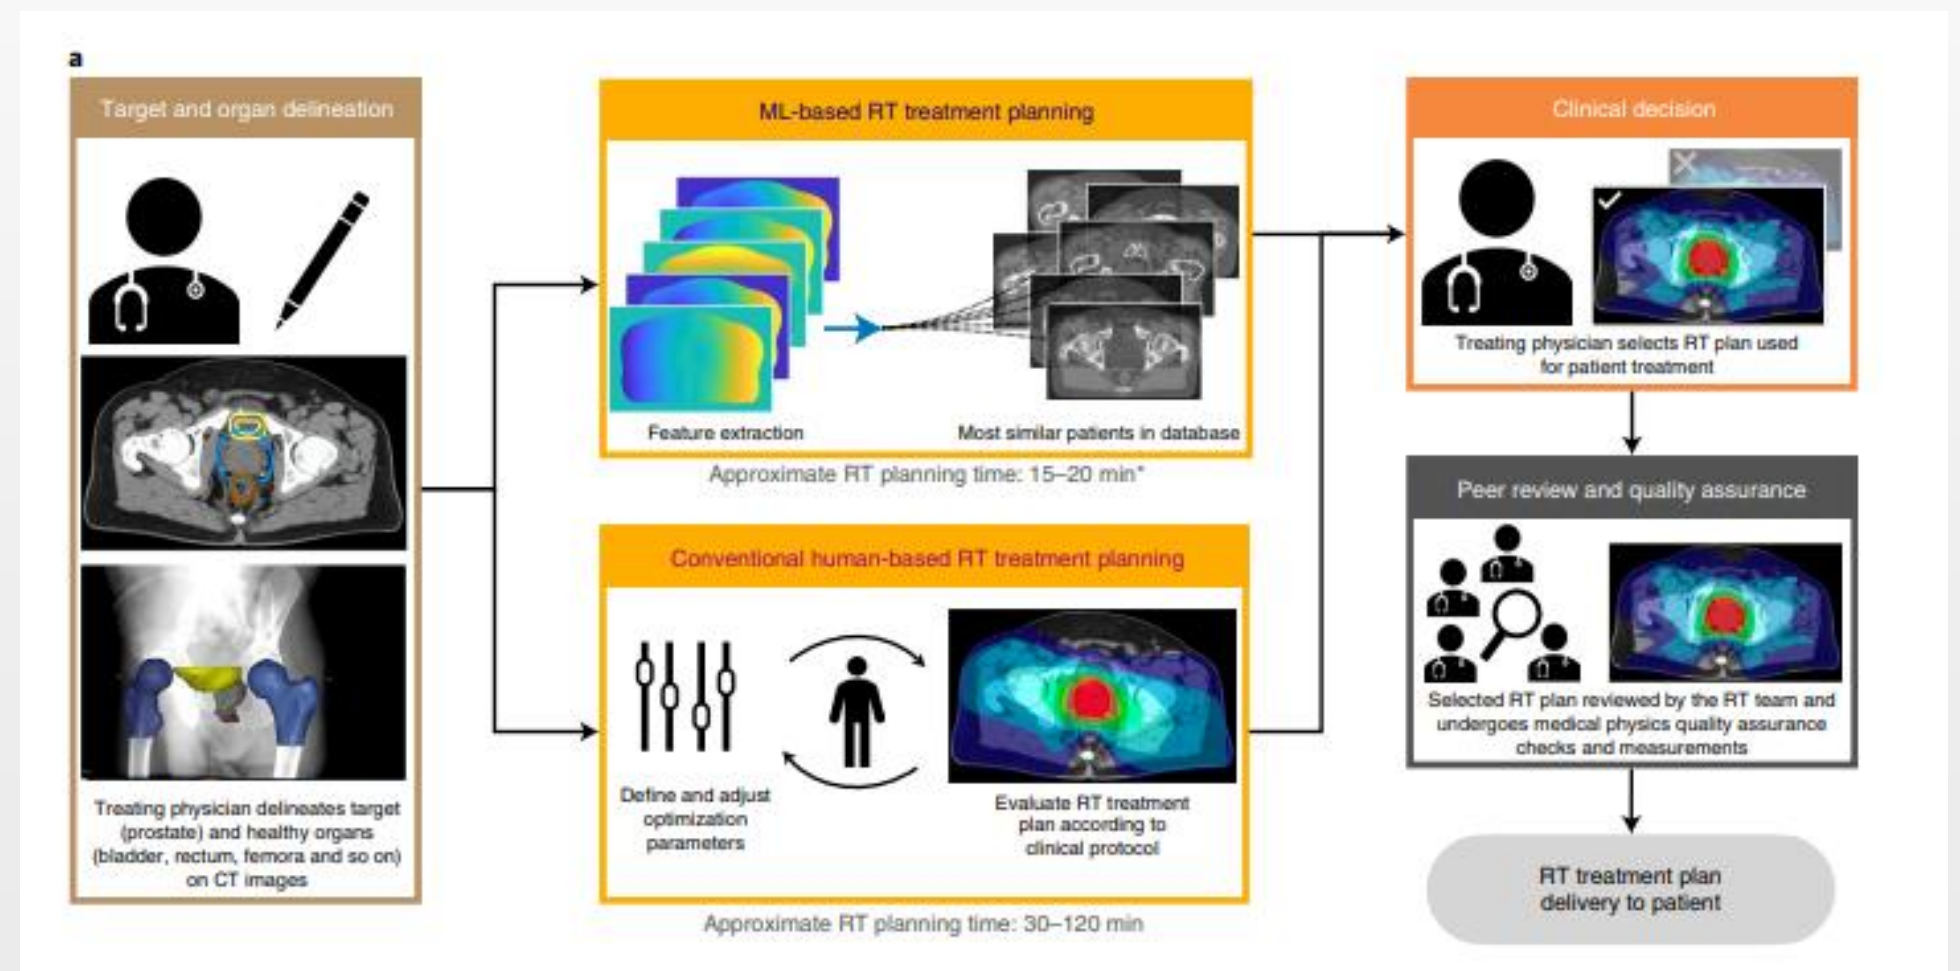 a
Target and organ delineation
Treating physician delineates target
(prostate) and healthy organs
(bladder, rectum, femora and so on)
on CT images
ML-based RT treatment planning
Feature extraction
Most similar patients in database
Approximate RT planning time: 15–20 min*
Conventional human-based RT treatment planning
Define and adjust
optimization
parameters
Evaluate RT treatment
plan according to
clinical protocol
Approximate RT planning time: 30–120 min
Clinical decision
Treating physician selects RT plan used
for patient treatment
Peer review and quality assurance
Selected RT plan reviewed by the RT team and
undergoes medical physics quality assurance
checks and measurements
RT treatment plan
delivery to patient